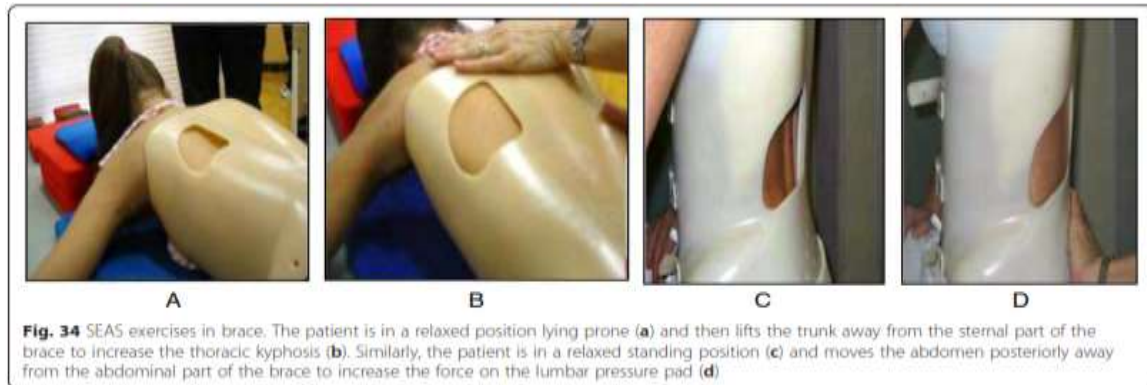 A B C D
Fig. 34 SEAS exercises in brace. The patient is in a relaxed position lying prone (a) and then lifts the trunk away from the sternal part of the
brace to increase the thoracic kyphosis (b). Similarly, the patient is in a relaxed standing position (c) and moves the abdomen posteriorly away
from the abdominal part of the brace to increase the force on the lumbar pressure pad (d)